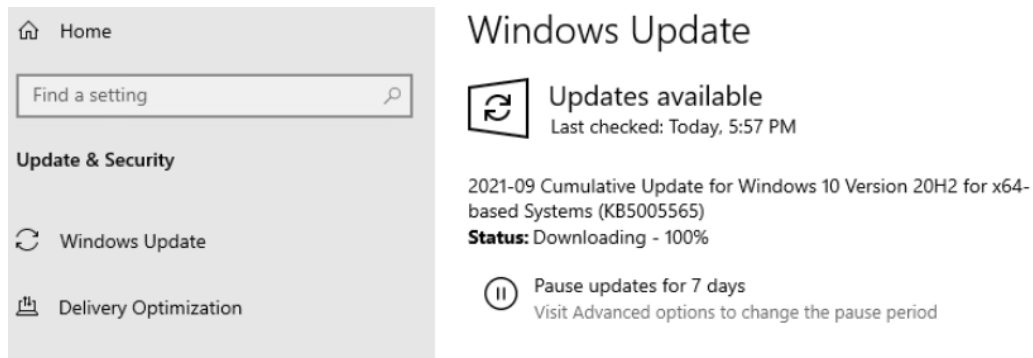 Home
Find a setting
Update & Security
Windows Update
Delivery Optimization
Windows Update
Updates available
Last checked: Today, 5:57 PM
2021-09 Cumulative Update for Windows 10 Version 20H2 for x64-
based Systems (KB5005565)
Status: Downloading - 100%
Pause updates for 7 days
Visit Advanced options to change the pause period